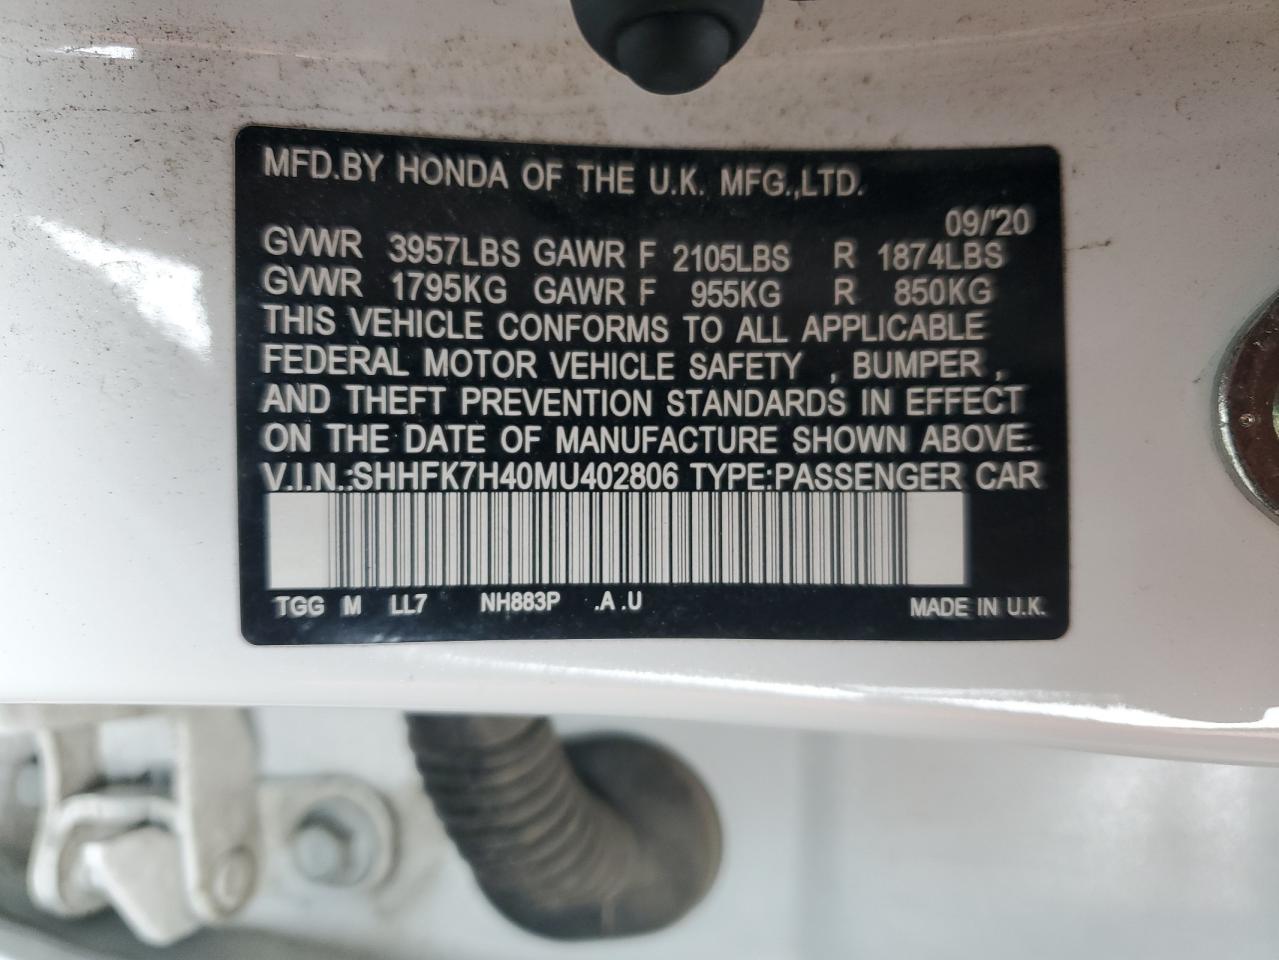 MFD.BY HONDA OF THE U.K. MFG.,LTD.
09/'20
GVWR 3957LBS GAWR F 2105LBS R 1874LBS
GVWR 1795KG GAWR F 955KG R 850KG
THIS VEHICLE CONFORMS TO ALL APPLICABLE
FEDERAL MOTOR VEHICLE SAFETY , BUMPER ,
AND THEFT PREVENTION STANDARDS IN EFFECT
ON THE DATE OF MANUFACTURE SHOWN ABOVE.
V.I.N.:SHHFK7H40MU402806 TYPE:PASSENGER CAR
TGG M LL7 NH883P .A .U MADE IN U.K.